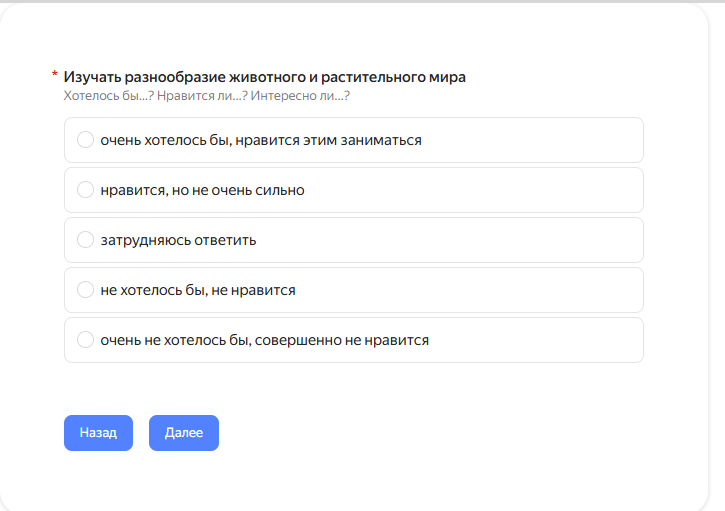 * Изучать разнообразие животного и растительного мира
Хотелось бы...? Нравится ли...? Интересно ли...?
очень хотелось бы, нравится этим заниматься
нравится, но не очень сильно
затрудняюсь ответить
не хотелось бы, не нравится
очень не хотелось бы, совершенно не нравится
Назад Далее